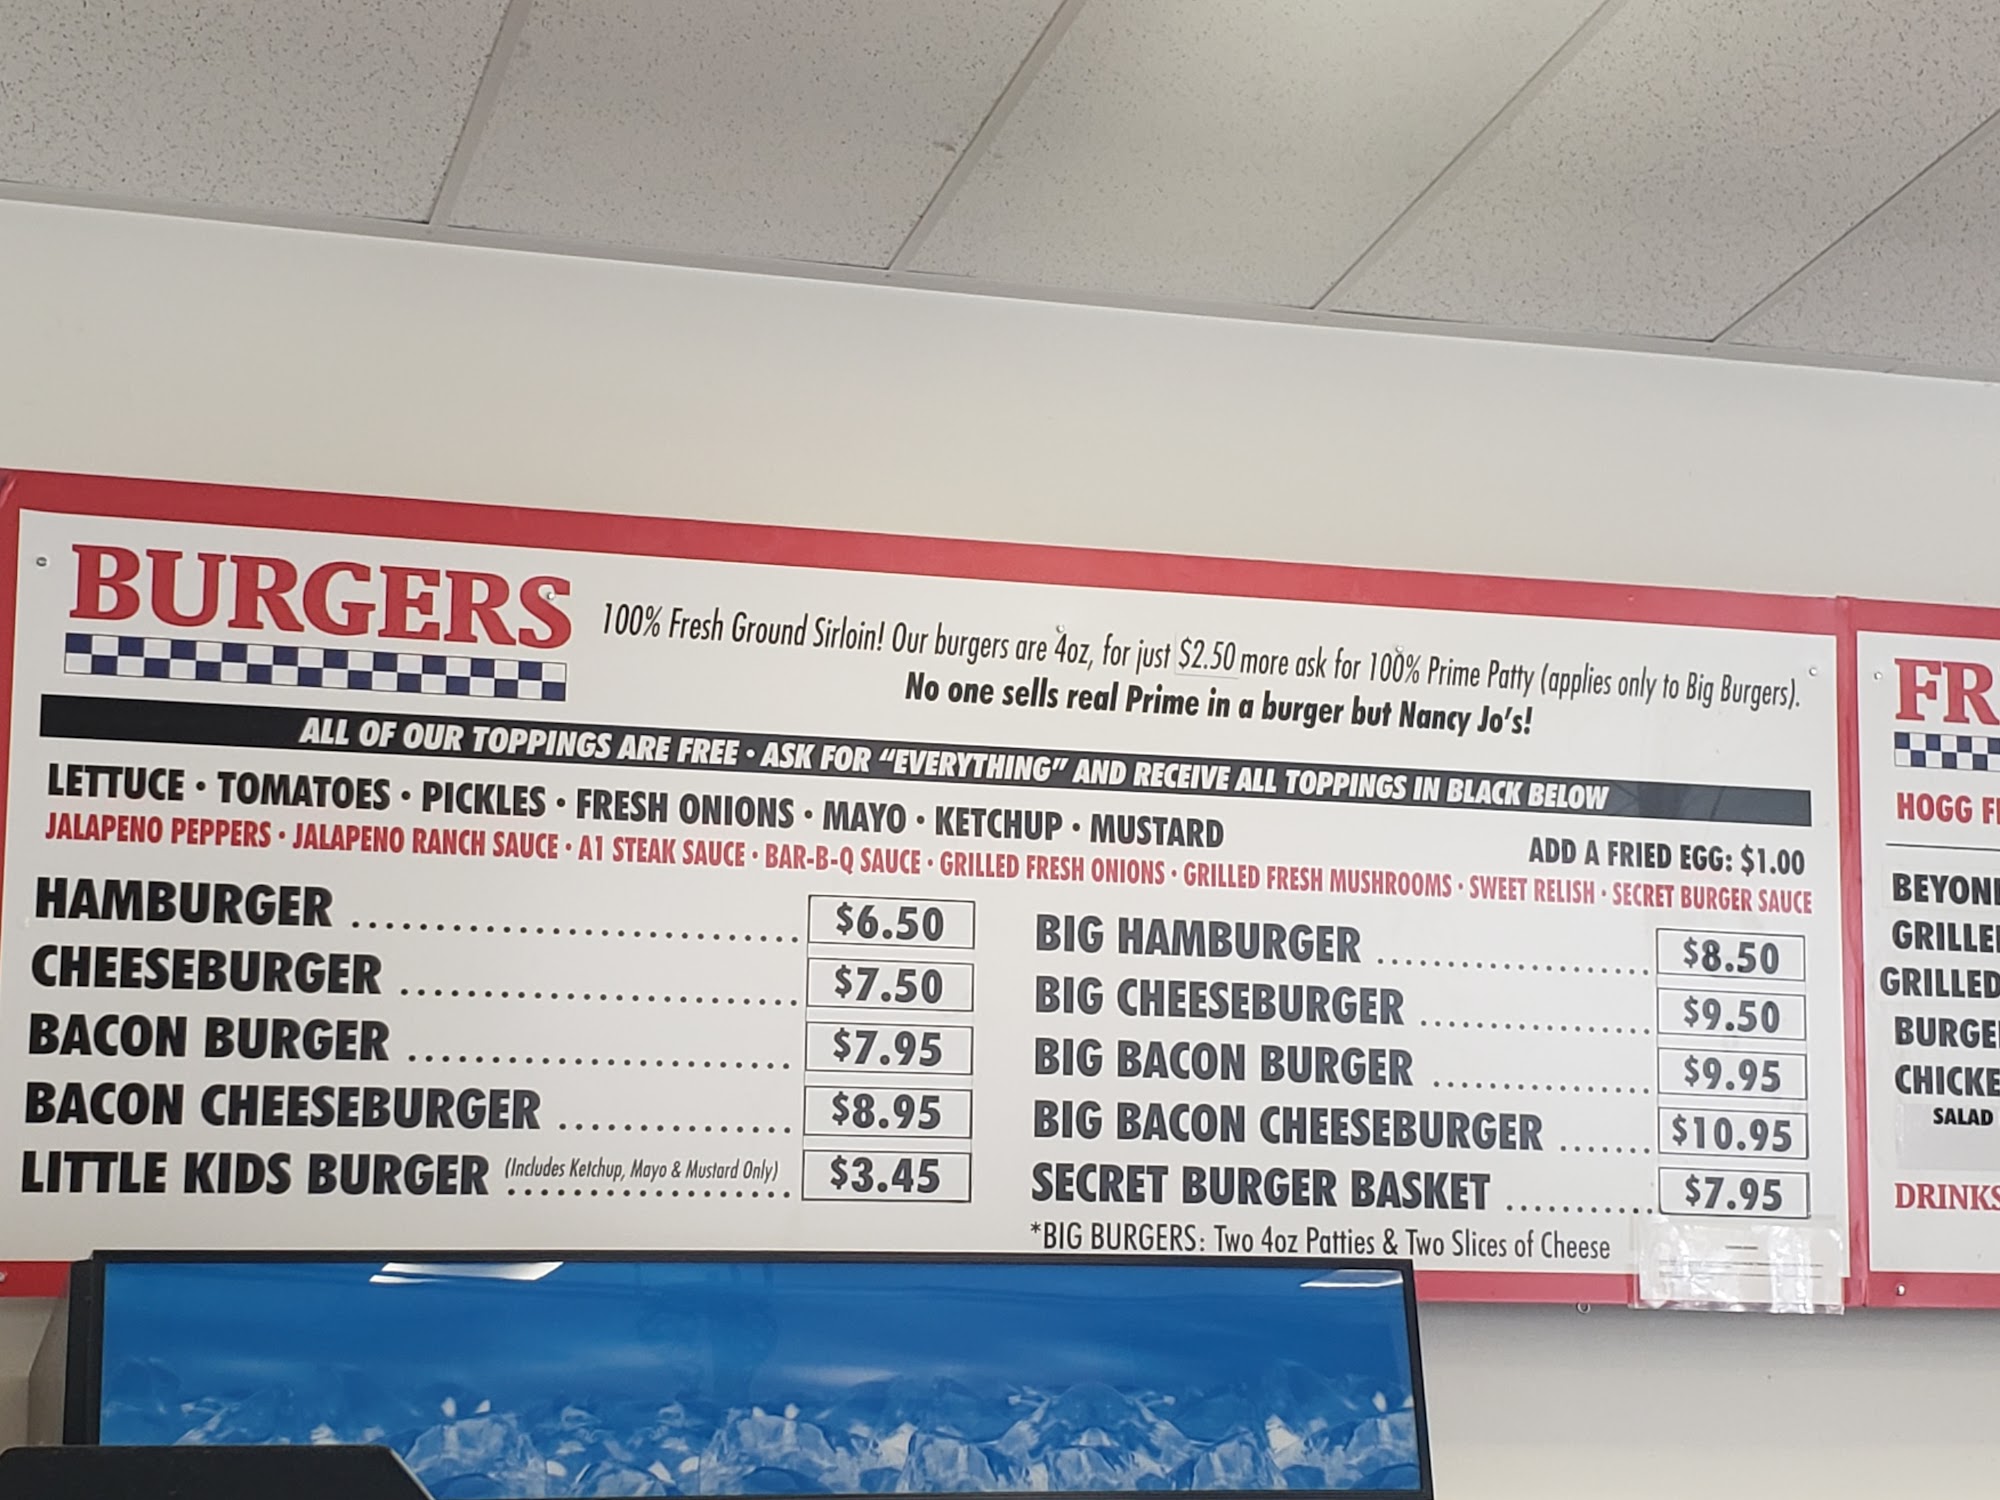 BURGERS
100% Fresh Ground Sirloin! Our burgers are 4oz, for just $2.50 more ask for 100% Prime Patty (applies only to Big Burgers).
No one sells real Prime in a burger but Nancy Jo's!
ALL OF OUR TOPPINGS ARE FREE • ASK FOR "EVERYTHING" AND RECEIVE ALL TOPPINGS IN BLACK BELOW
LETTUCE • TOMATOES • PICKLES • FRESH ONIONS • MAYO • KETCHUP • MUSTARD
ADD A FRIED EGG: $1.00
JALAPENO PEPPERS • JALAPENO RANCH SAUCE • A1 STEAK SAUCE • BAR-B-Q SAUCE • GRILLED FRESH ONIONS • GRILLED FRESH MUSHROOMS • SWEET RELISH • SECRET BURGER SAUCE
HAMBURGER $6.50
CHEESEBURGER $7.50
BACON BURGER $7.95
BACON CHEESEBURGER $8.95
LITTLE KIDS BURGER (Includes Ketchup, Mayo & Mustard Only) $3.45
BIG HAMBURGER $8.50
BIG CHEESEBURGER $9.50
BIG BACON BURGER $9.95
BIG BACON CHEESEBURGER $10.95
SECRET BURGER BASKET $7.95
*BIG BURGERS: Two 4oz Patties & Two Slices of Cheese
FR
HOGG F
BEYON
GRILLE
GRILLED
BURGE
CHICKE
SALAD
DRINKS